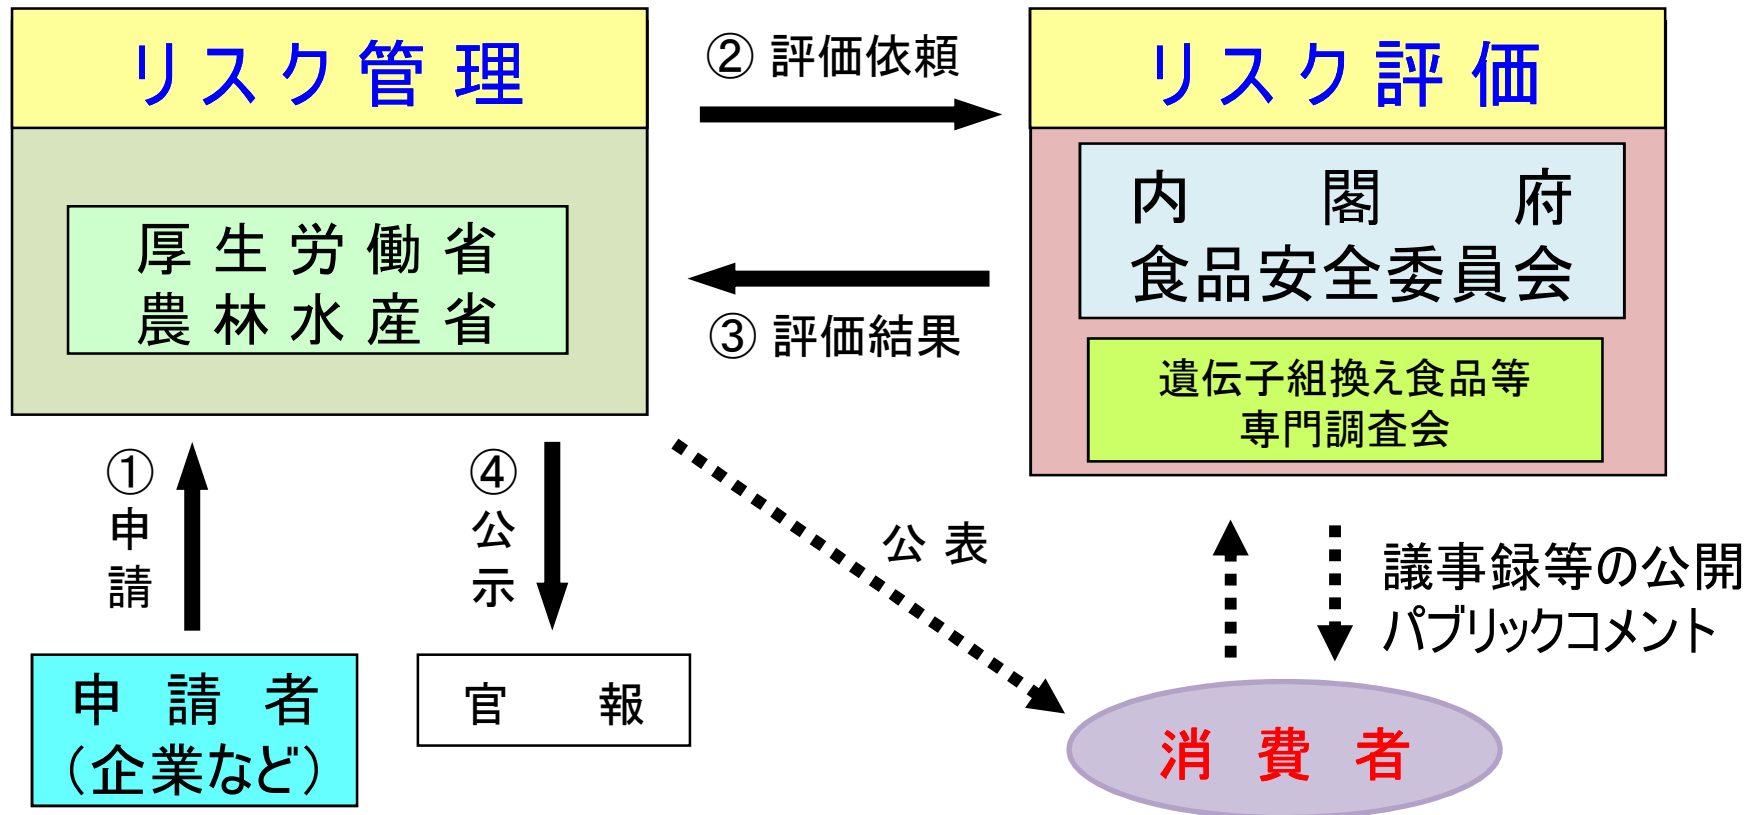 リスク管理
② 評価依頼
リスク評価
厚生労働省
農林水産省
内閣府
食品安全委員会
③ 評価結果
遺伝子組換え食品等
専門調査会
①
申
請
④
公
示
公表
議事録等の公開
パブリックコメント
申請者
（企業など）
官報
消費者